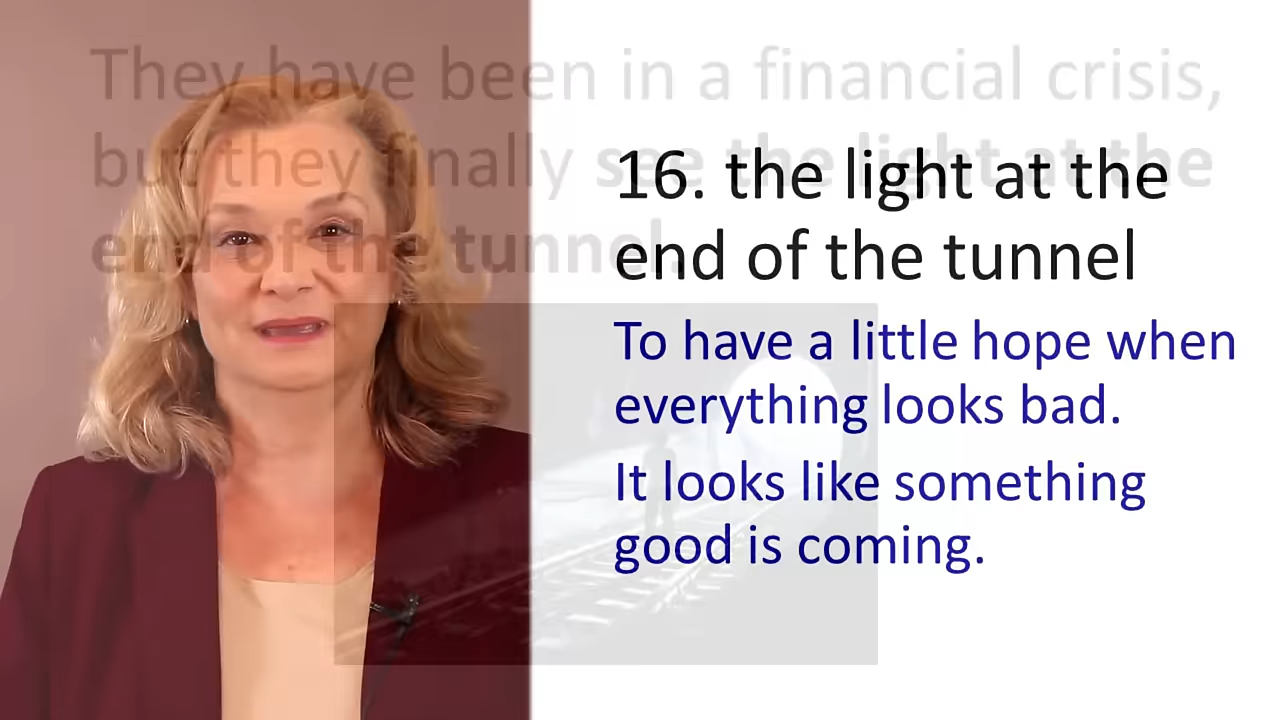 They have been in a financial crisis,
but they finally see the light at the
end of the tunnel.
16. the light at the
end of the tunnel
To have a little hope when
everything looks bad.
It looks like something
good is coming.